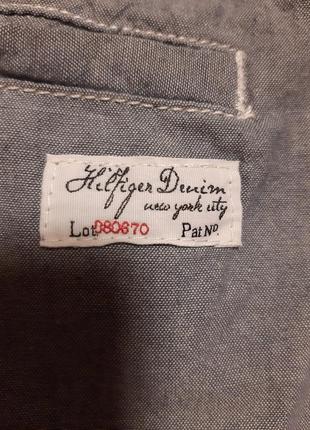 Hilfiger Denim
new york city
Lot 080670 Pat Nº.